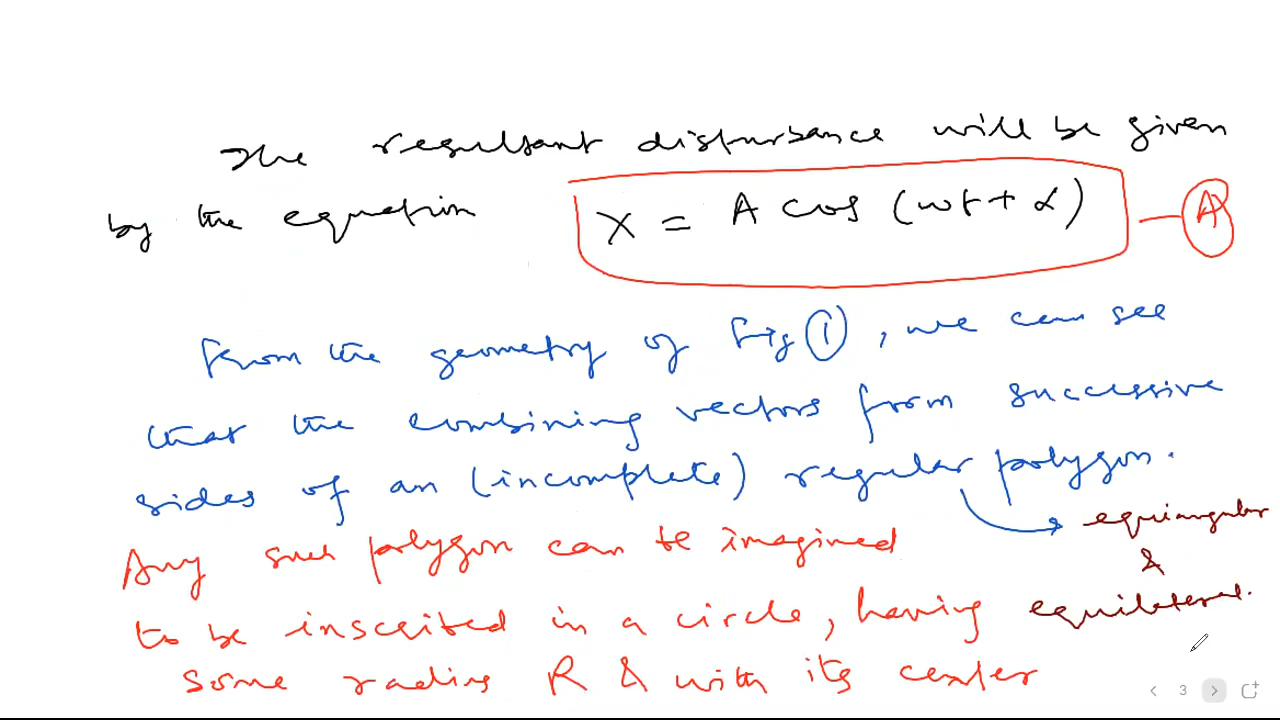 The resultant disturbance will be given
by the equation X = A cos (ωt + α) — A
From the geometry of Fig 1, we can see
that the combining vectors from successive
sides of an (incomplete) regular polygon.
equiangular
&
equilateral.
Any such polygon can be imagined
to be inscribed in a circle, having
some radius R & with its center
3